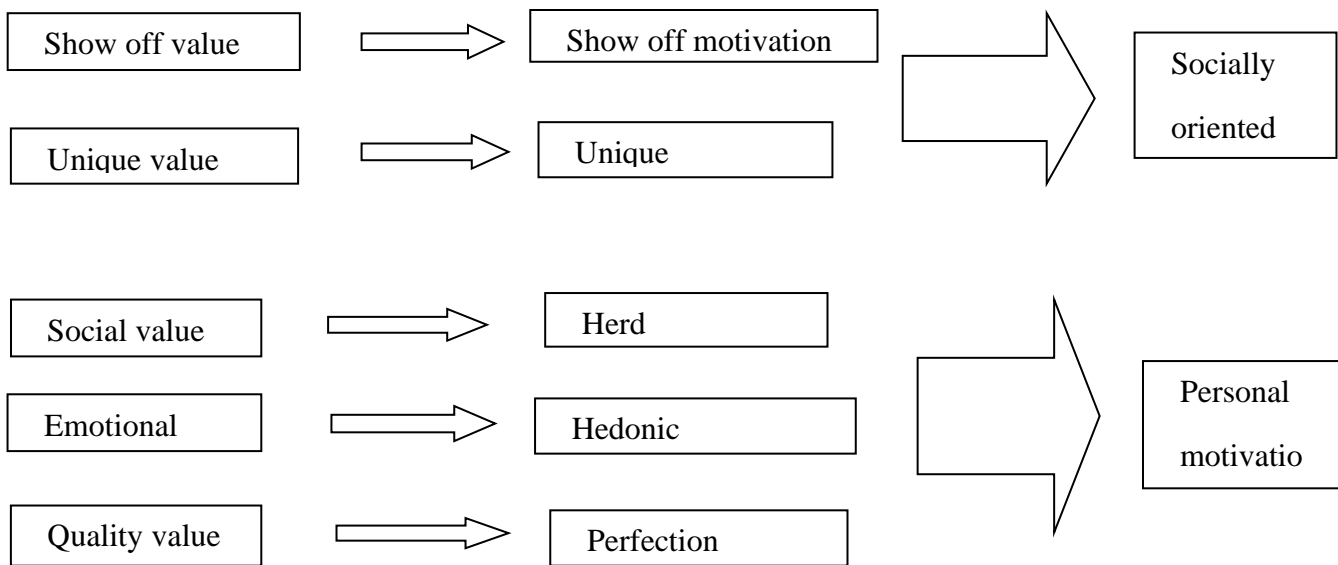 Show off value
Show off motivation
Socially
oriented
Unique value
Unique
Social value
Herd
Emotional
Hedonic
Personal
motivatio
Quality value
Perfection